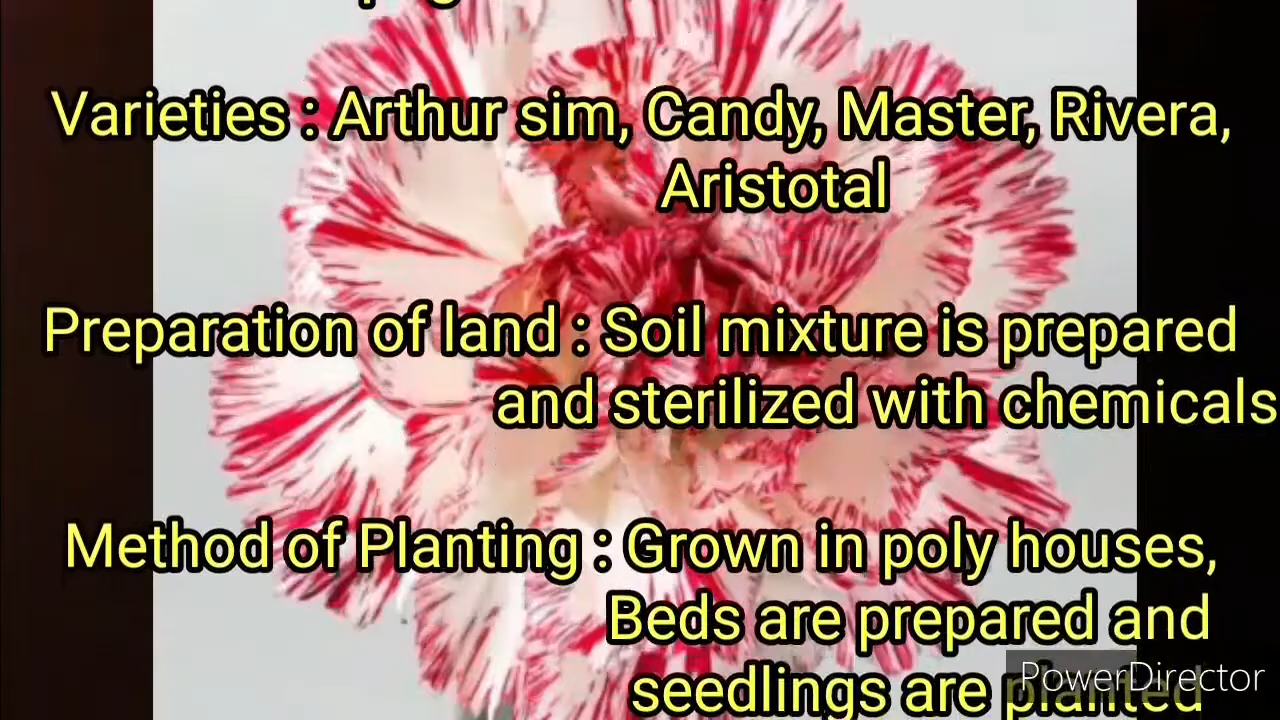 Varieties : Arthur sim, Candy, Master, Rivera,
Aristotal
Preparation of land : Soil mixture is prepared
and sterilized with chemicals
Method of Planting : Grown in poly houses,
Beds are prepared and
seedlings are planted
PowerDirector